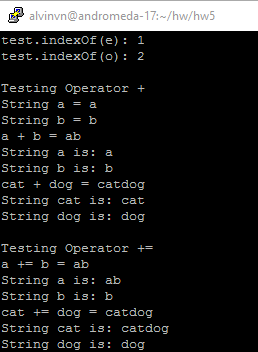 alvinvn@andromeda-17:~/hw/hw5
test.indexOf(e): 1
test.indexOf(o): 2
Testing Operator +
String a = a
String b = b
a + b = ab
String a is: a
String b is: b
cat + dog = catdog
String cat is: cat
String dog is: dog
Testing Operator +=
a += b = ab
String a is: ab
String b is: b
cat += dog = catdog
String cat is: catdog
String dog is: dog